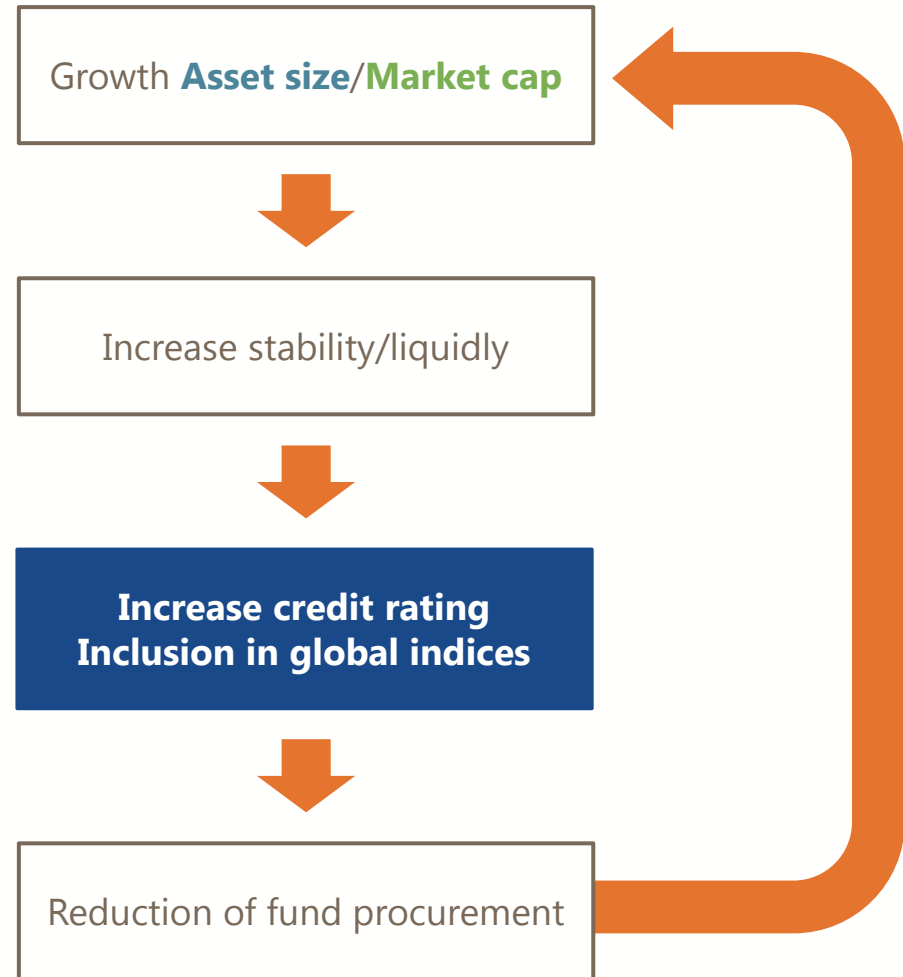 Growth Asset size/Market cap
Increase stability/liquidly
Increase credit rating
Inclusion in global indices
Reduction of fund procurement